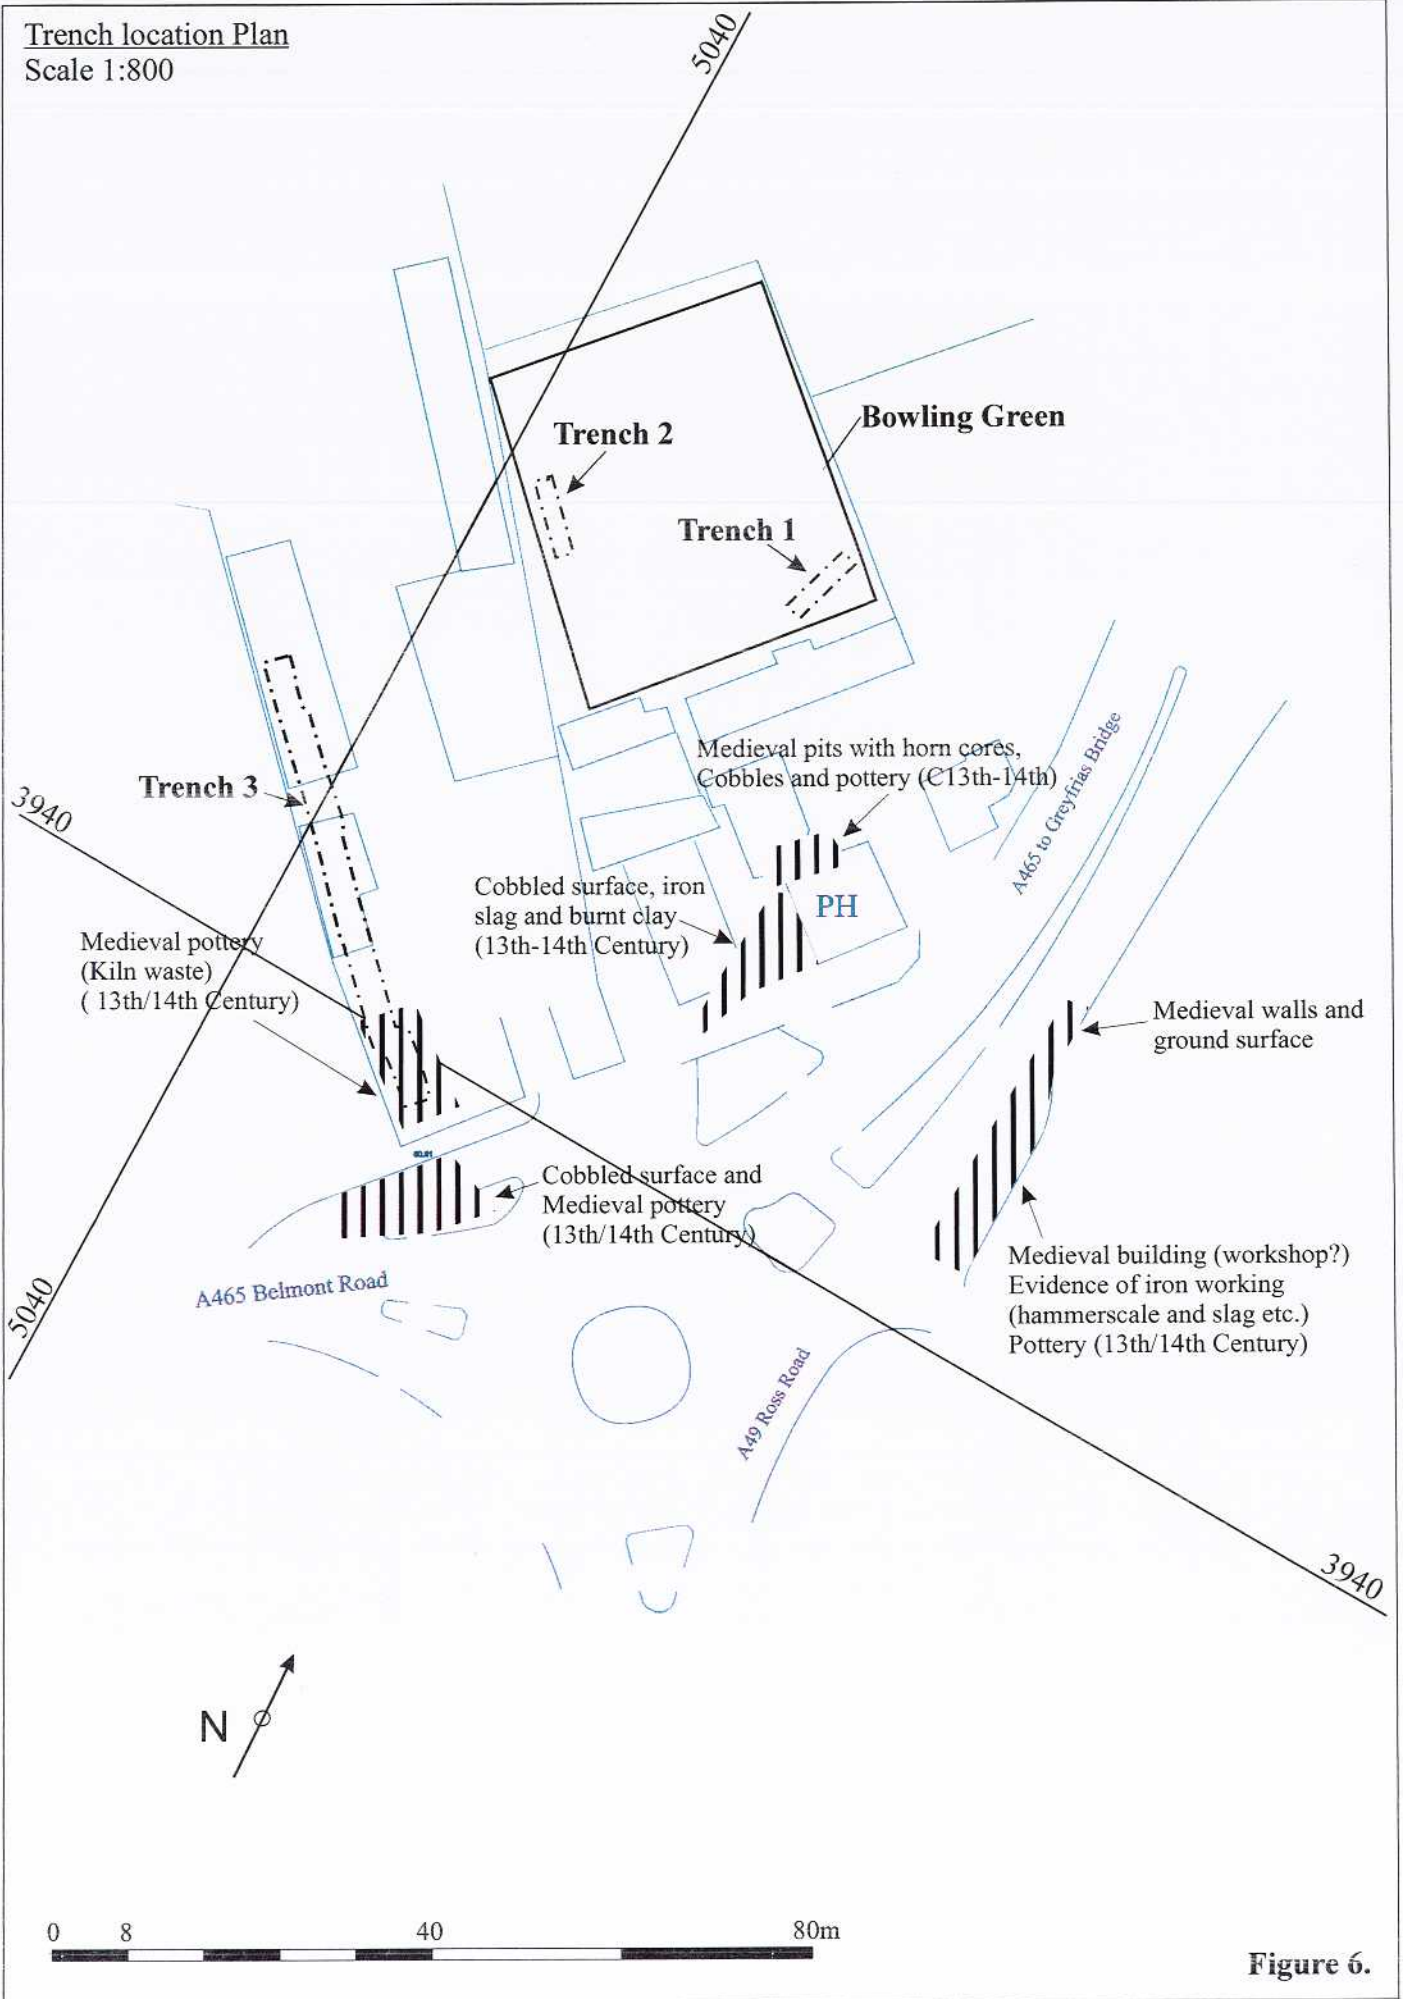 Trench location Plan
Scale 1:800
5040
Trench 2
Bowling Green
Trench 1
Medieval pits with horn cores,
Cobbles and pottery (C13th-14th)
A465 to Greyfrias Bridge
Trench 3
3940
Cobbled surface, iron
slag and burnt clay
(13th-14th Century)
PH
Medieval pottery
(Kiln waste)
( 13th/14th Century)
Medieval walls and
ground surface
Cobbled surface and
Medieval pottery
(13th/14th Century)
Medieval building (workshop?)
Evidence of iron working
(hammerscale and slag etc.)
Pottery (13th/14th Century)
A465 Belmont Road
5040
A49 Ross Road
3940
N
0 8 40 80m
Figure 6.